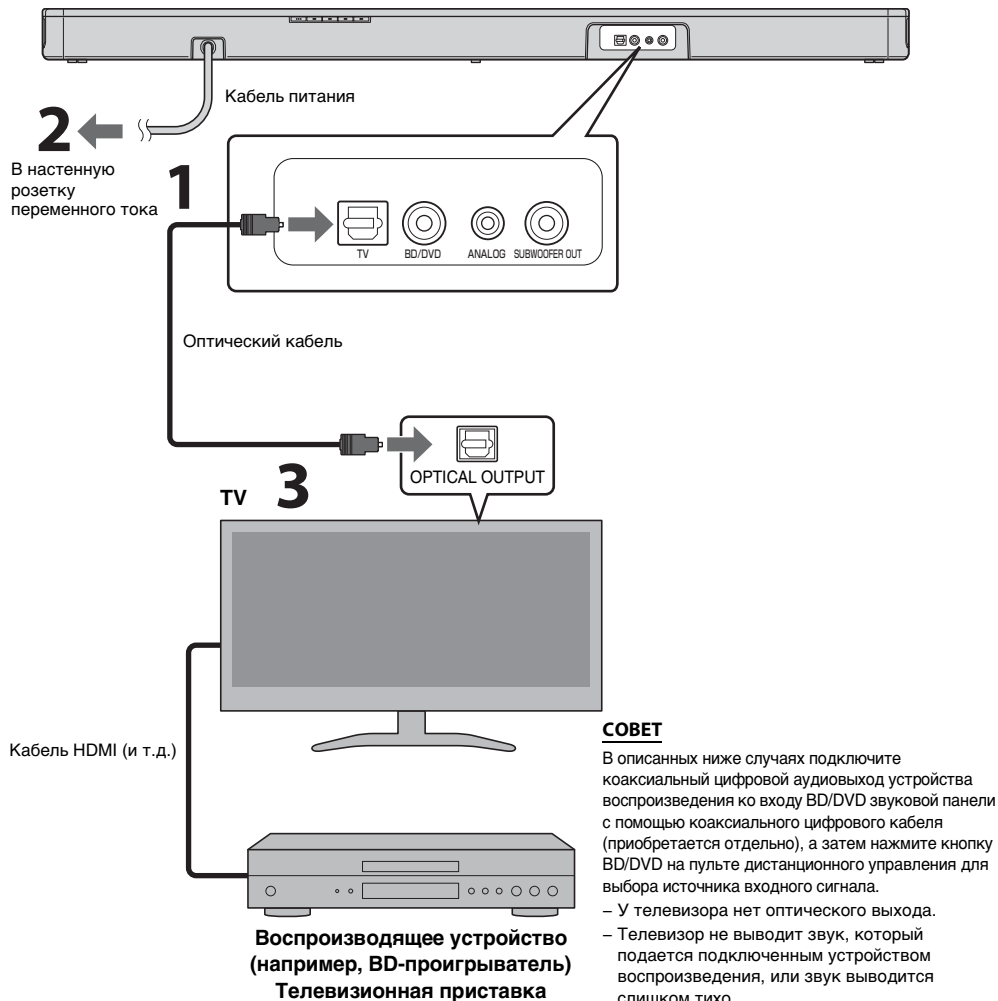 Кабель питания
2
В настенную
розетку
переменного тока
1
TV
BD/DVD
ANALOG
SUBWOOFER OUT
Оптический кабель
OPTICAL OUTPUT
TV
3
Кабель HDMI (и т.д.)
СОВЕТ
В описанных ниже случаях подключите
коаксиальный цифровой аудиовыход устройства
воспроизведения ко входу BD/DVD звуковой панели
с помощью коаксиального цифрового кабеля
(приобретается отдельно), а затем нажмите кнопку
BD/DVD на пульте дистанционного управления для
выбора источника входного сигнала.
– У телевизора нет оптического выхода.
– Телевизор не выводит звук, который
подается подключенным устройством
воспроизведения, или звук выводится
слишком тихо.
Воспроизводящее устройство
(например, BD-проигрыватель)
Телевизионная приставка